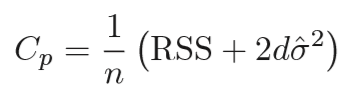 $C_p = \frac{1}{n} \left( \text{RSS} + 2d\hat{\sigma}^2 \right)$